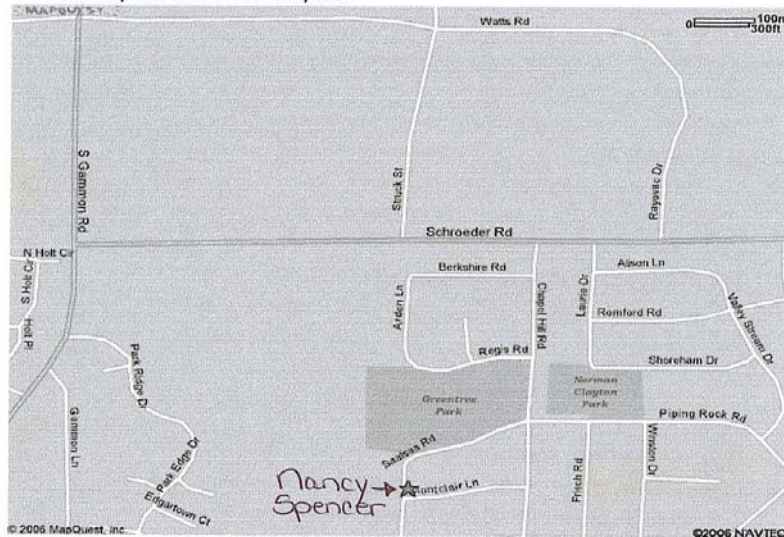 MAPQUEST
Watts Rd
0 100m
300ft
S Gammon Rd
Struck St
Rayovac Dr
Schroeder Rd
N Holt Cir
S Holt Cir
Holt Pl
Berkshire Rd
Alison Ln
Arden Ln
Chapel Hill Rd
Laurie Dr
Romford Rd
Valley Stream Dr
Regis Rd
Shoreham Dr
Park Ridge Dr
Greentree
Park
Norman
Clayton
Park
Piping Rock Rd
Gammon Ln
Saalsaa Rd
Winston Dr
Frisch Rd
Park Edge Dr
Nancy
Spencer
Montclair Ln
Edgartown Ct
© 2006 MapQuest, Inc.
©2006 NAVTEQ